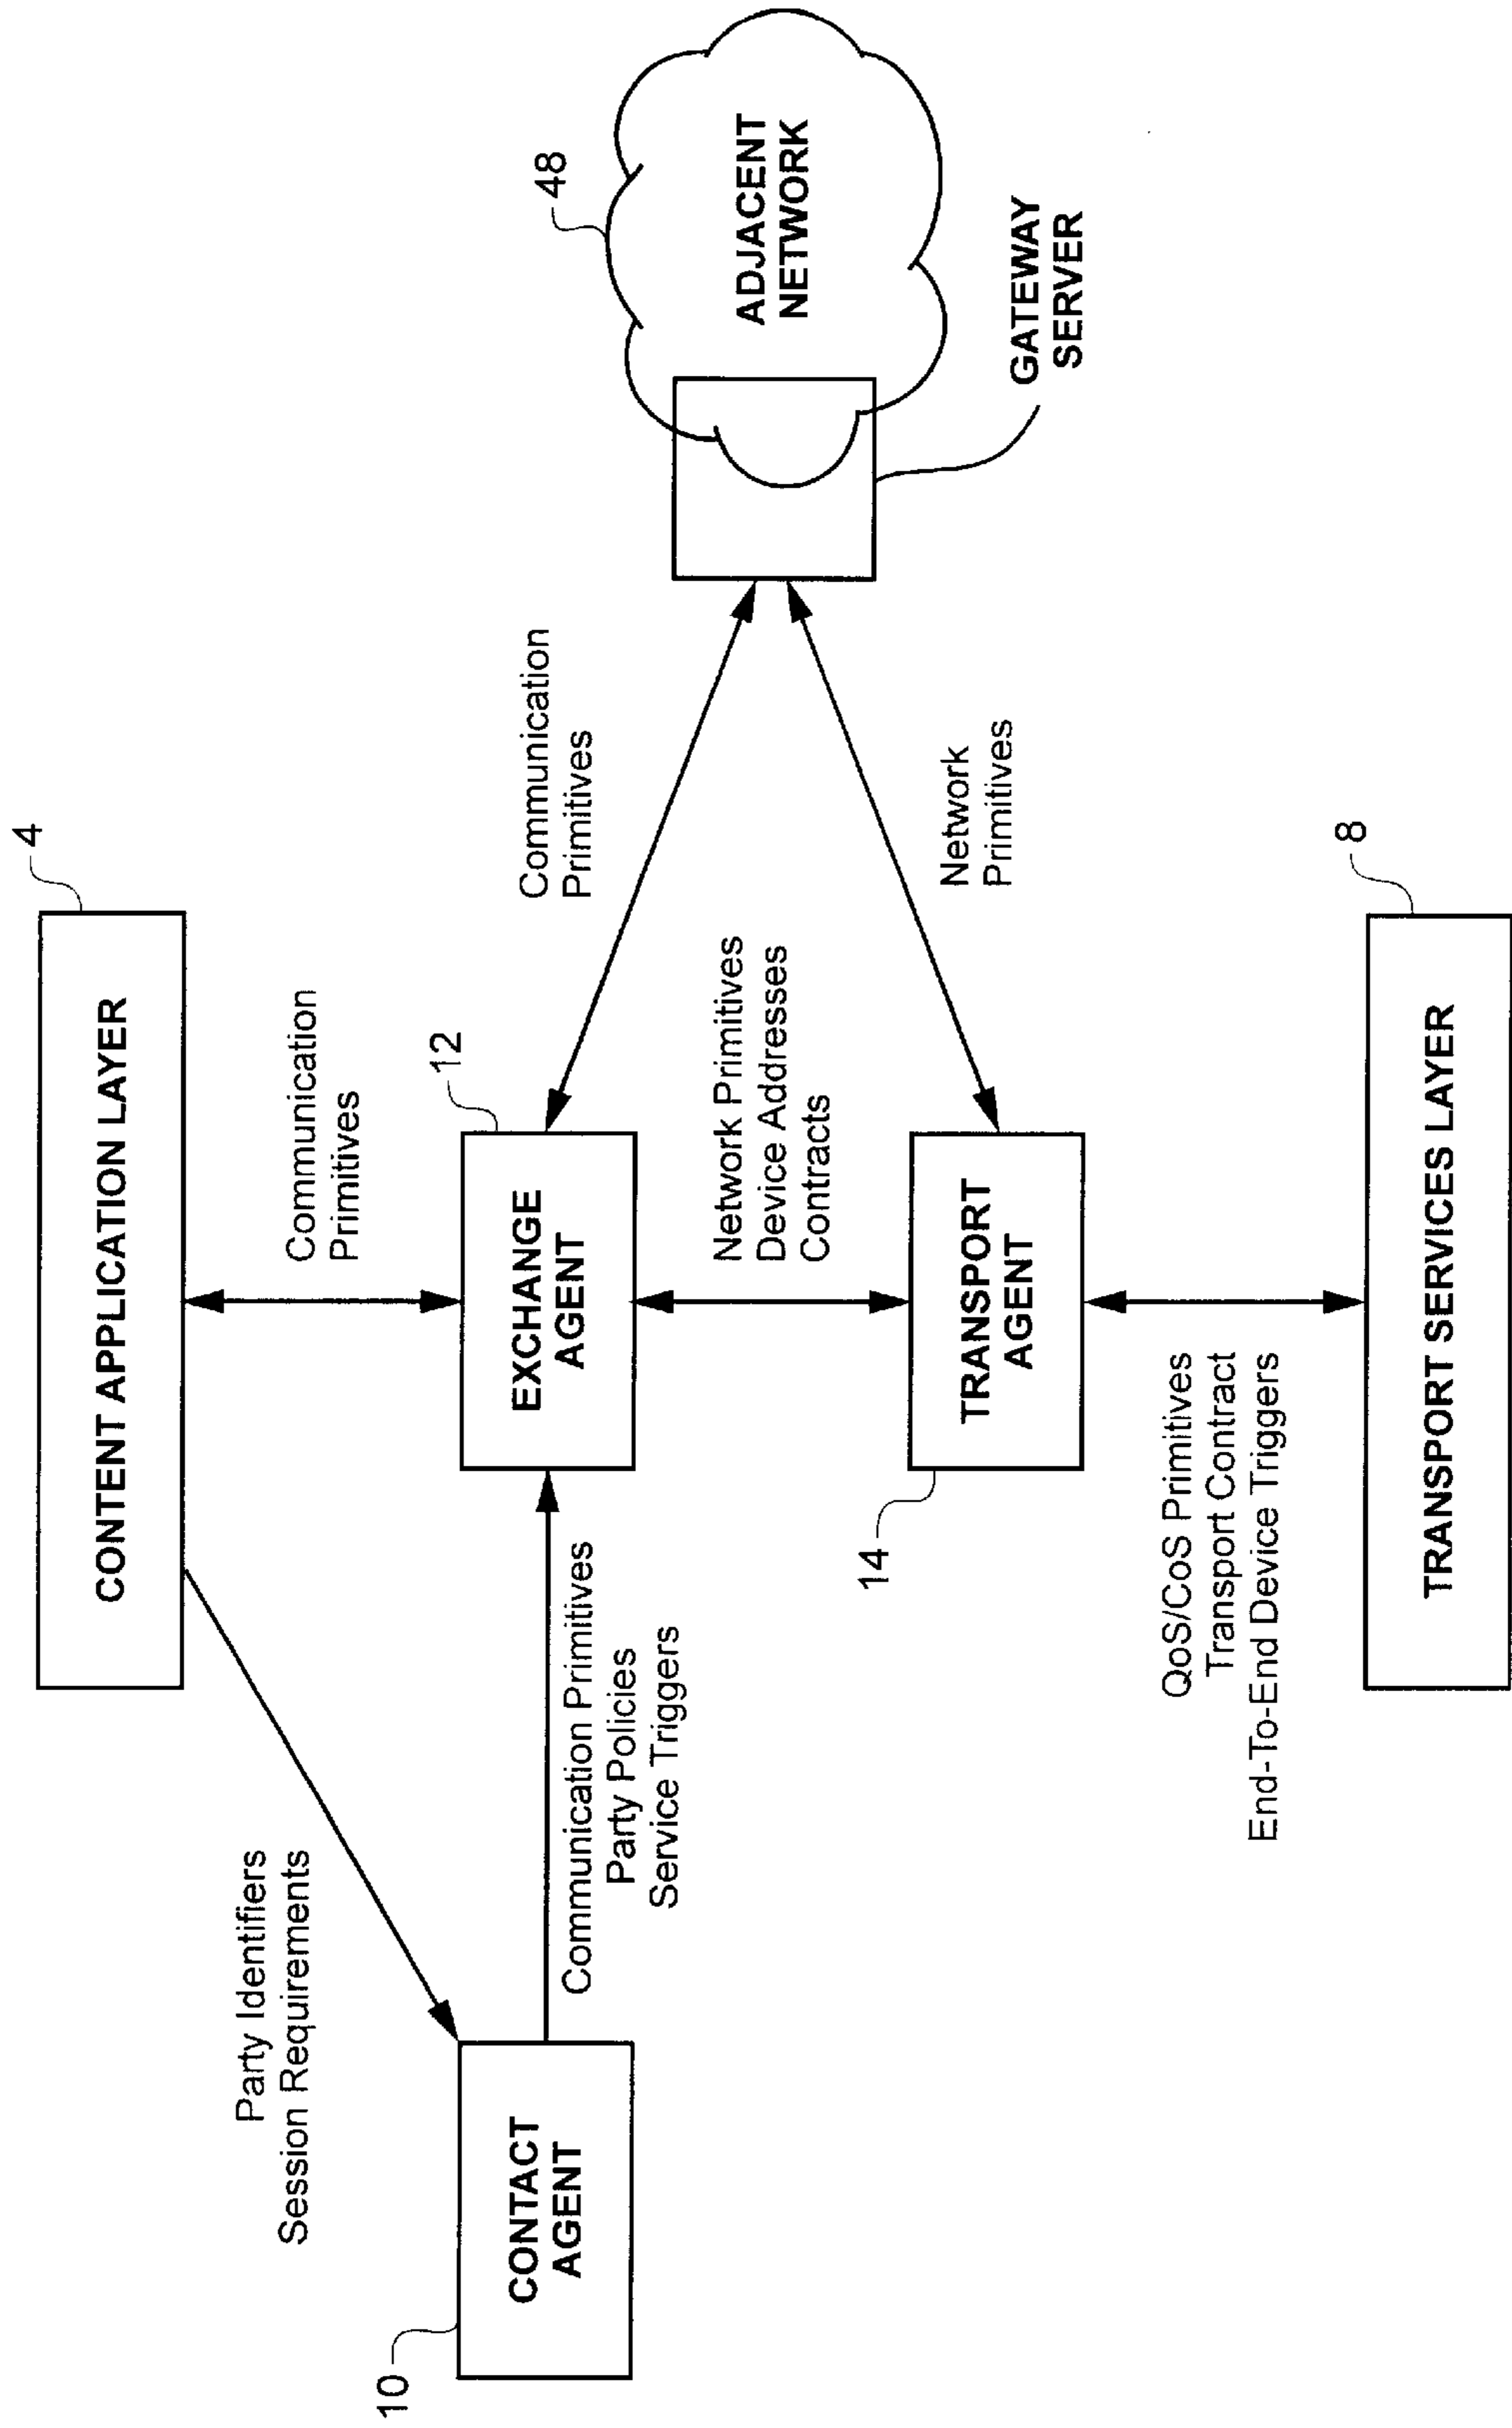 4
CONTENT APPLICATION LAYER
Party Identifiers
Session Requirements
Communication
Primitives
12
10
CONTACT
AGENT
Communication Primitives
Party Policies
Service Triggers
EXCHANGE
AGENT
Communication
Primitives
48
ADJACENT
NETWORK
GATEWAY
SERVER
Network Primitives
Device Addresses
Contracts
Network
Primitives
14
TRANSPORT
AGENT
QoS/CoS Primitives
Transport Contract
End-To-End Device Triggers
8
TRANSPORT SERVICES LAYER